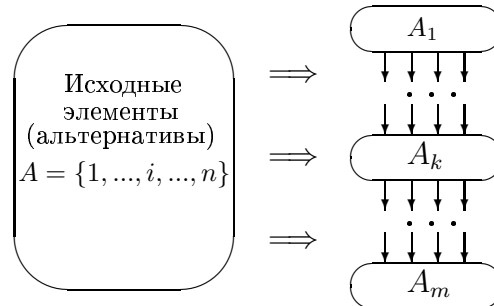 Исходные
элементы
(альтернативы)
A = {1, ..., i, ..., n}
⟹
⟹
⟹
A₁
. . .
Aₖ
. . .
Aₘ